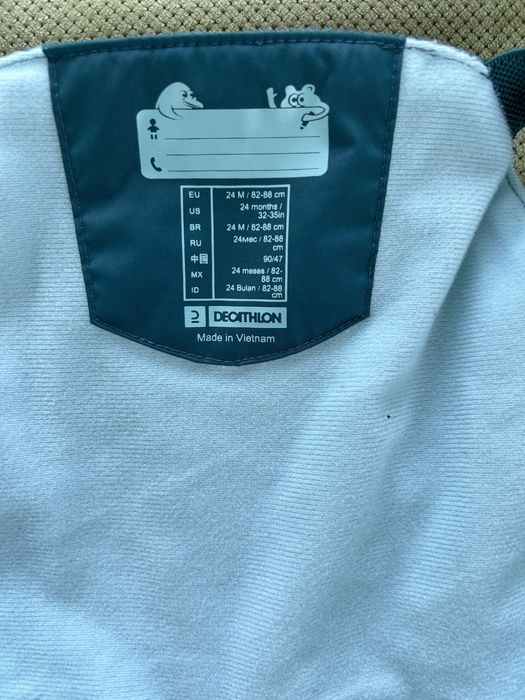 EU 24 M / 82-88 cm
US 24 months / 32-35in
BR 24 M / 82-88 cm
RU 24мес / 82-88 cm
中国 90/47
MX 24 meses / 82-88 cm
ID 24 Bulan / 82-88 cm
DECATHLON
Made in Vietnam